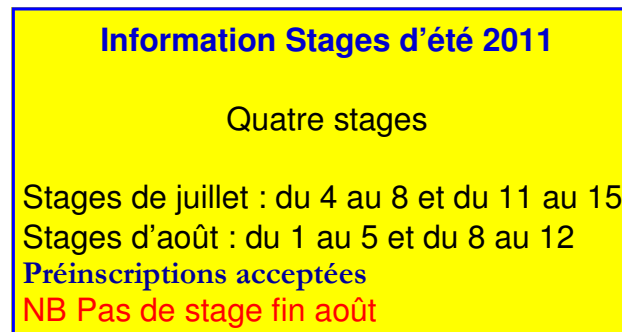 Information Stages d’été 2011
Quatre stages
Stages de juillet : du 4 au 8 et du 11 au 15
Stages d’août : du 1 au 5 et du 8 au 12
Préinscriptions acceptées
NB Pas de stage fin août